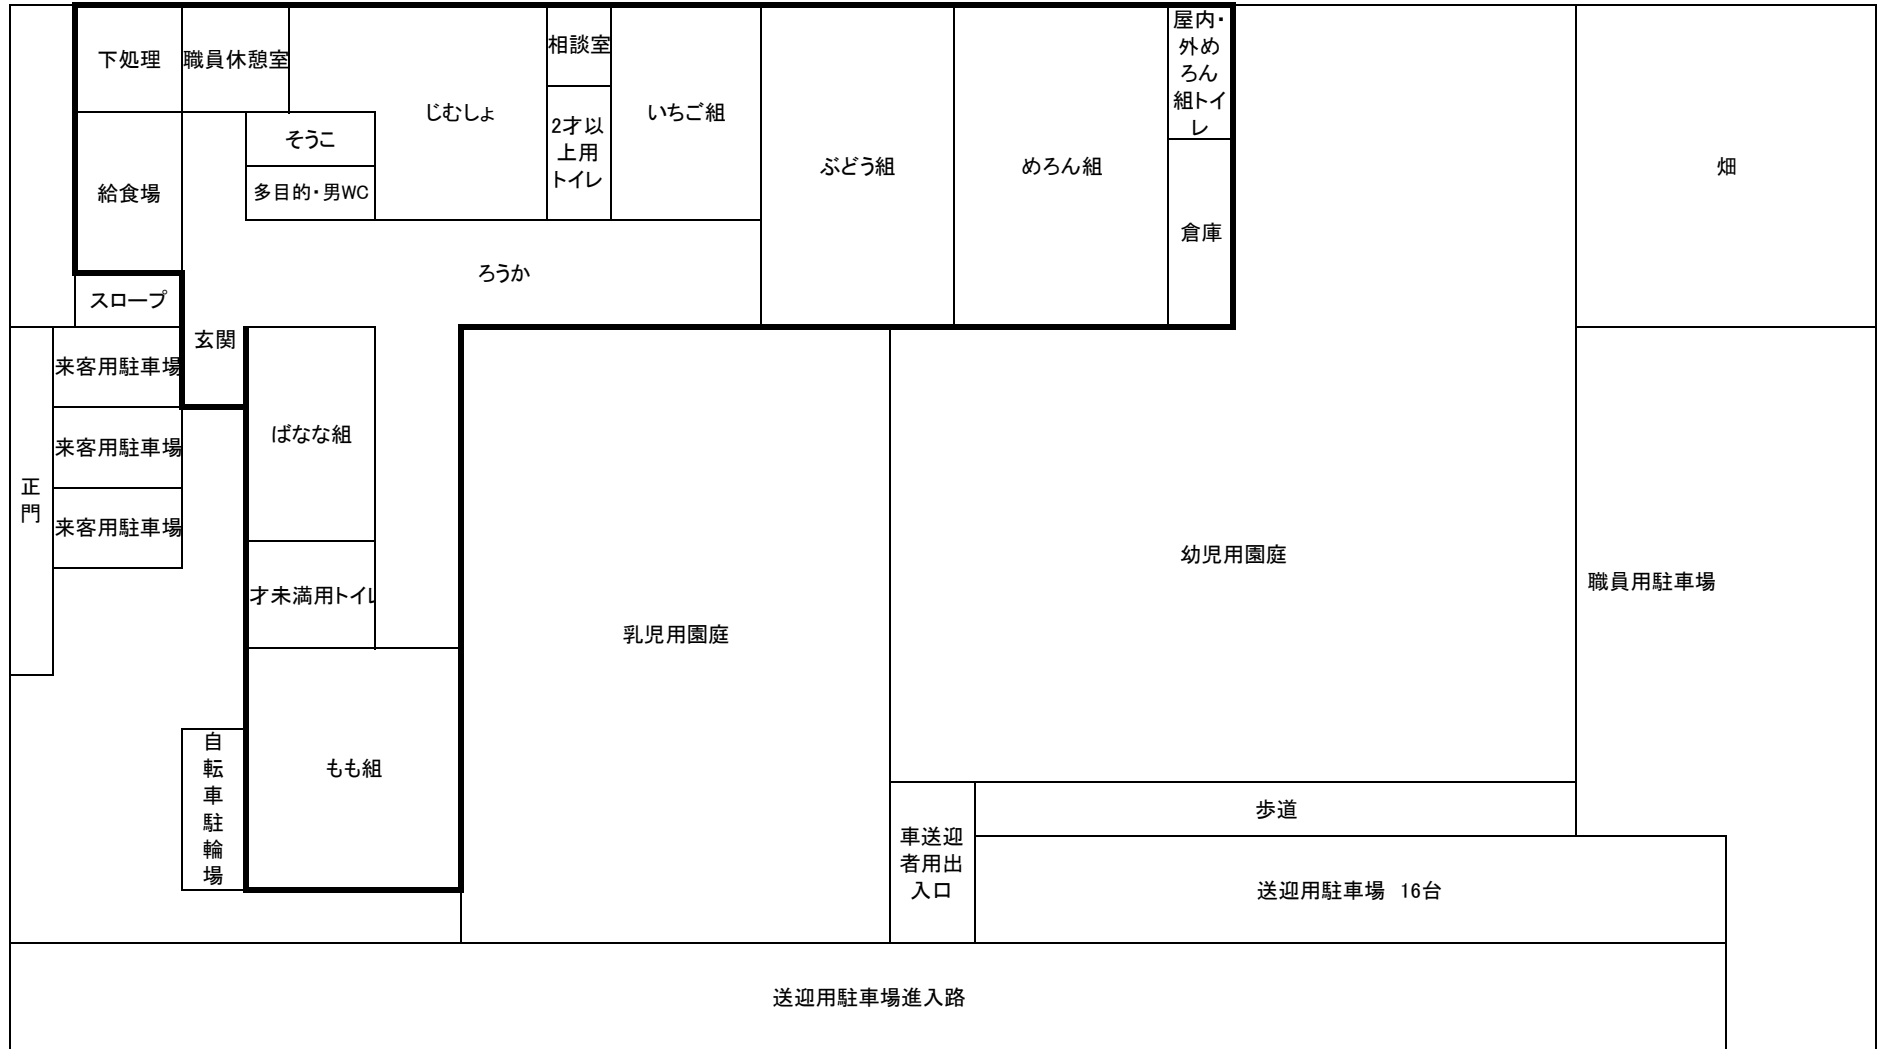 下処理
職員休憩室
じむしょ
相談室
2才以
上用
トイレ
いちご組
ぶどう組
めろん組
屋内・
外め
ろん
組トイ
レ
畑
そうこ
多目的・男WC
給食場
倉庫
ろうか
スロープ
玄関
来客用駐車場
来客用駐車場
来客用駐車場
正
門
ばなな組
才未満用トイレ
もも組
自
転
車
駐
輪
場
乳児用園庭
幼児用園庭
職員用駐車場
歩道
車送迎
者用出
入口
送迎用駐車場 16台
送迎用駐車場進入路